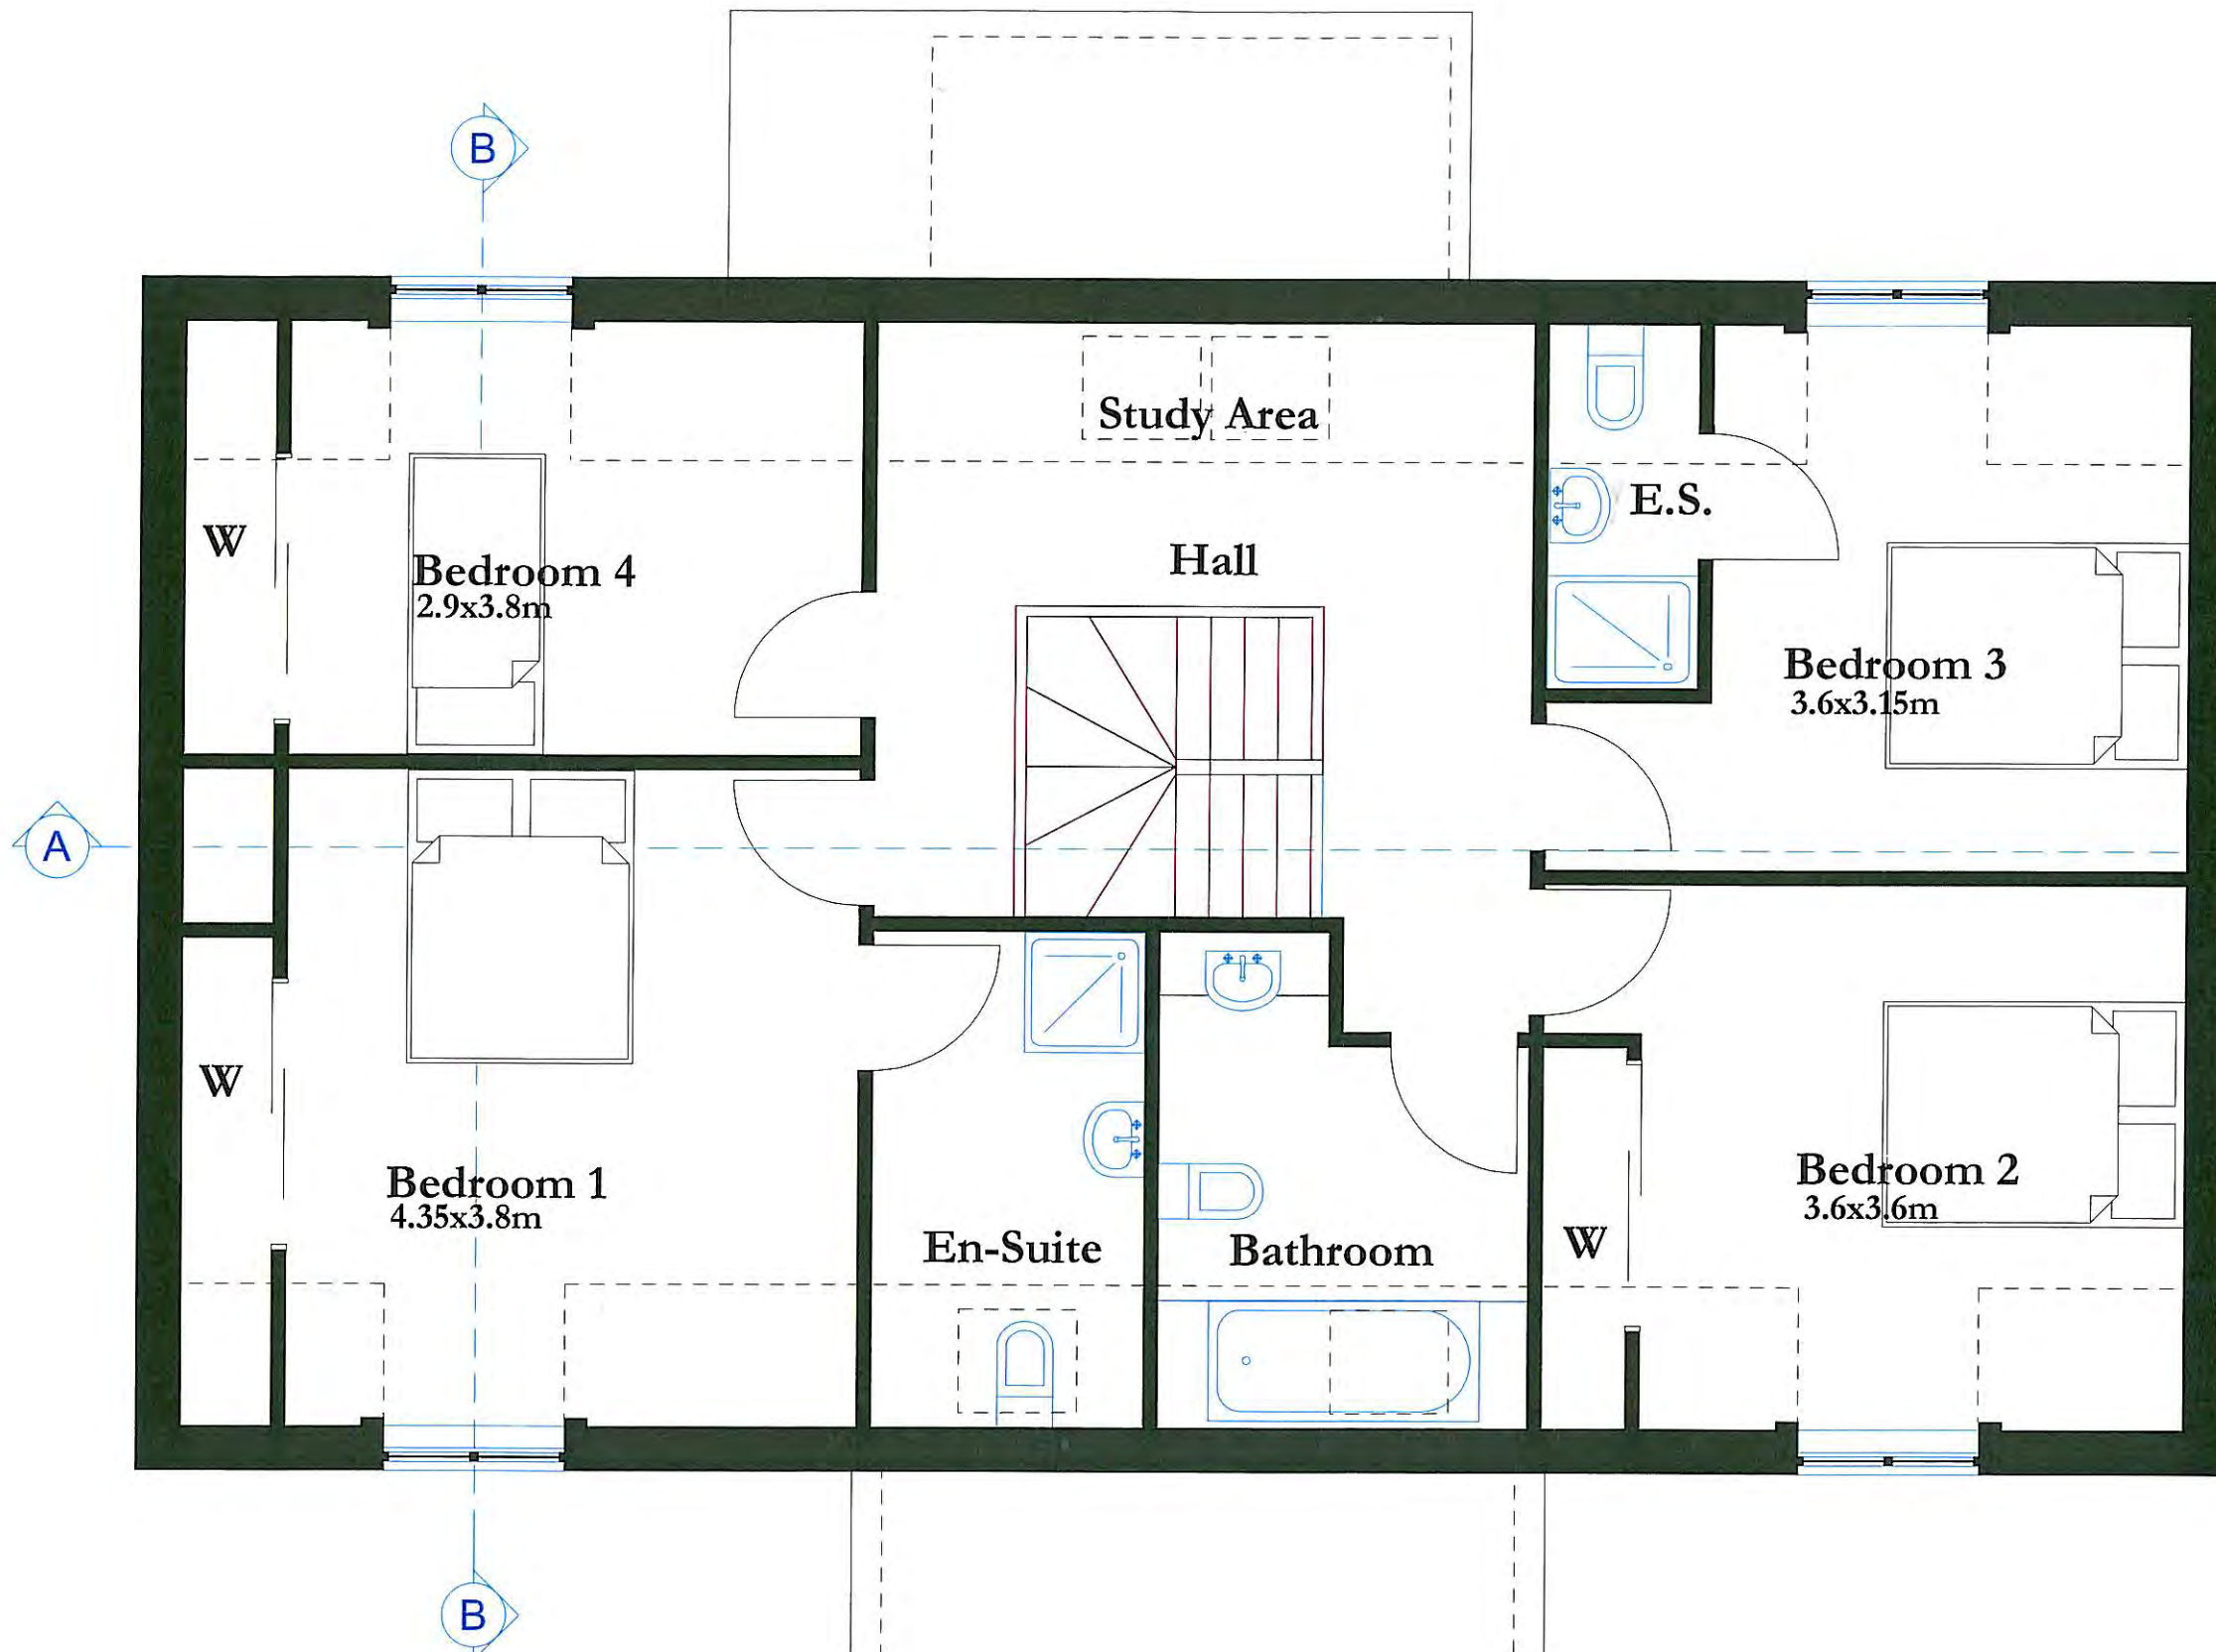 B
Study Area
E.S.
W
Bedroom 4
2.9x3.8m
Hall
Bedroom 3
3.6x3.15m
A
W
Bedroom 1
4.35x3.8m
En-Suite
Bathroom
W
Bedroom 2
3.6x3.6m
B